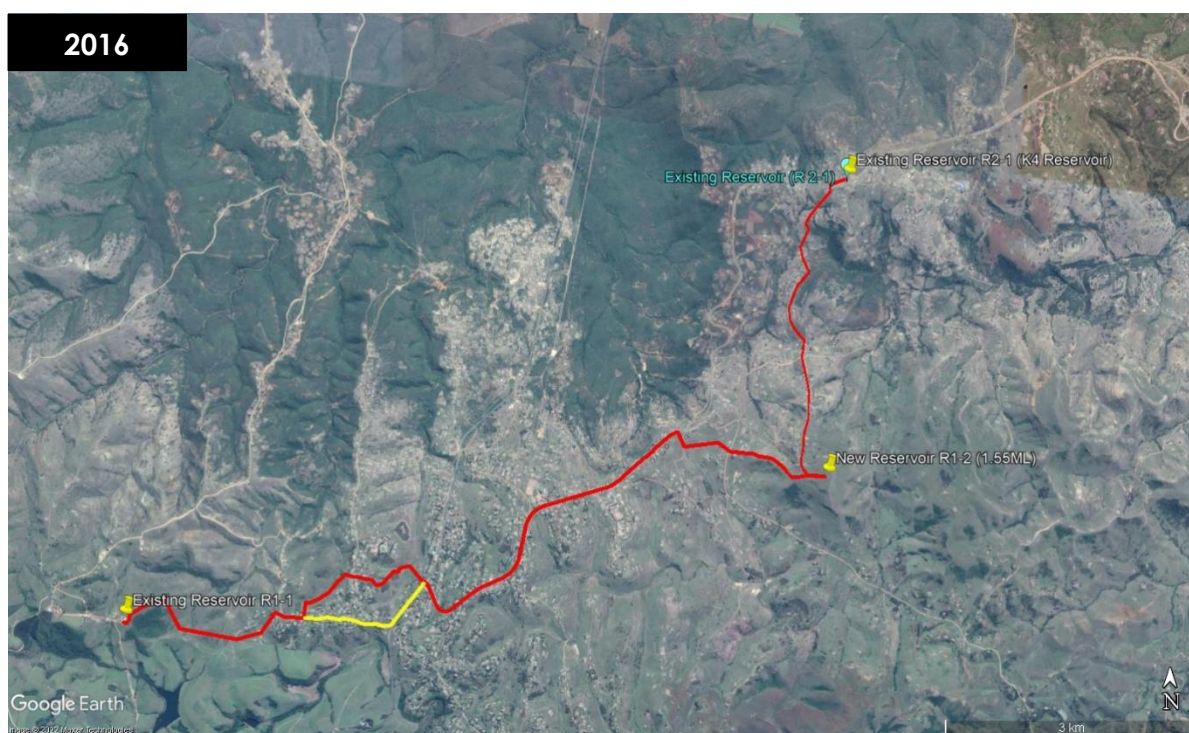 2016
Existing Reservoir R2-1 (K4 Reservoir)
Existing Reservoir (R 2-1)
New Reservoir R1-2 (1.55ML)
Existing Reservoir R1-1
Google Earth
N
3 km